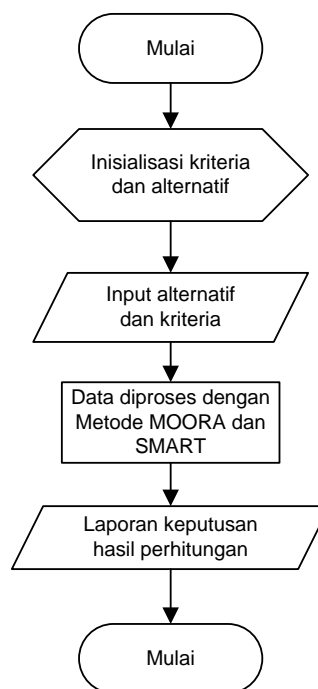 Mulai
Inisialisasi kriteria
dan alternatif
Input alternatif
dan kriteria
Data diproses dengan
Metode MOORA dan
SMART
Laporan keputusan
hasil perhitungan
Mulai